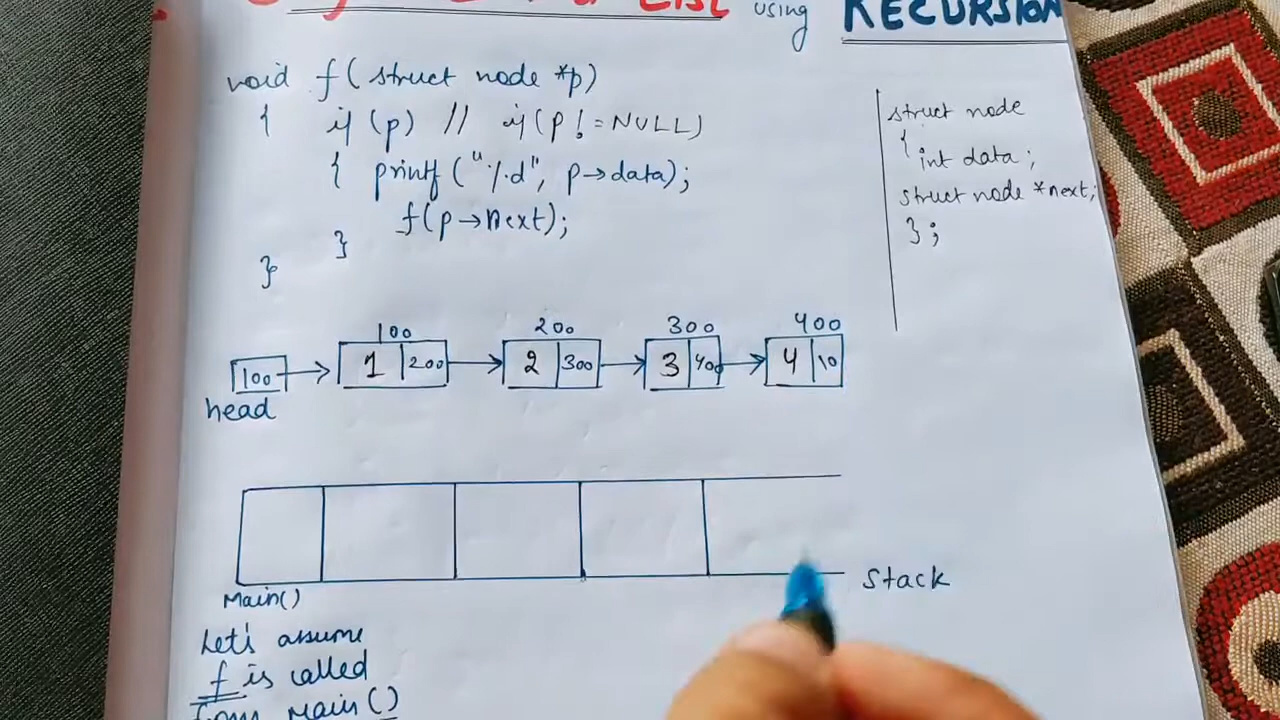 List using RECURSION
void f( struct node *p)
{ if (p) // if(p!=NULL)
{ printf ("%d", p→data);
f(p→next);
}
}
struct node
{ int data;
struct node *next;
};
100 200 300 400
100 → 1 200 → 2 300 → 3 400 → 4 10
head
Main()
Stack
Let's assume
f is called
from Main()